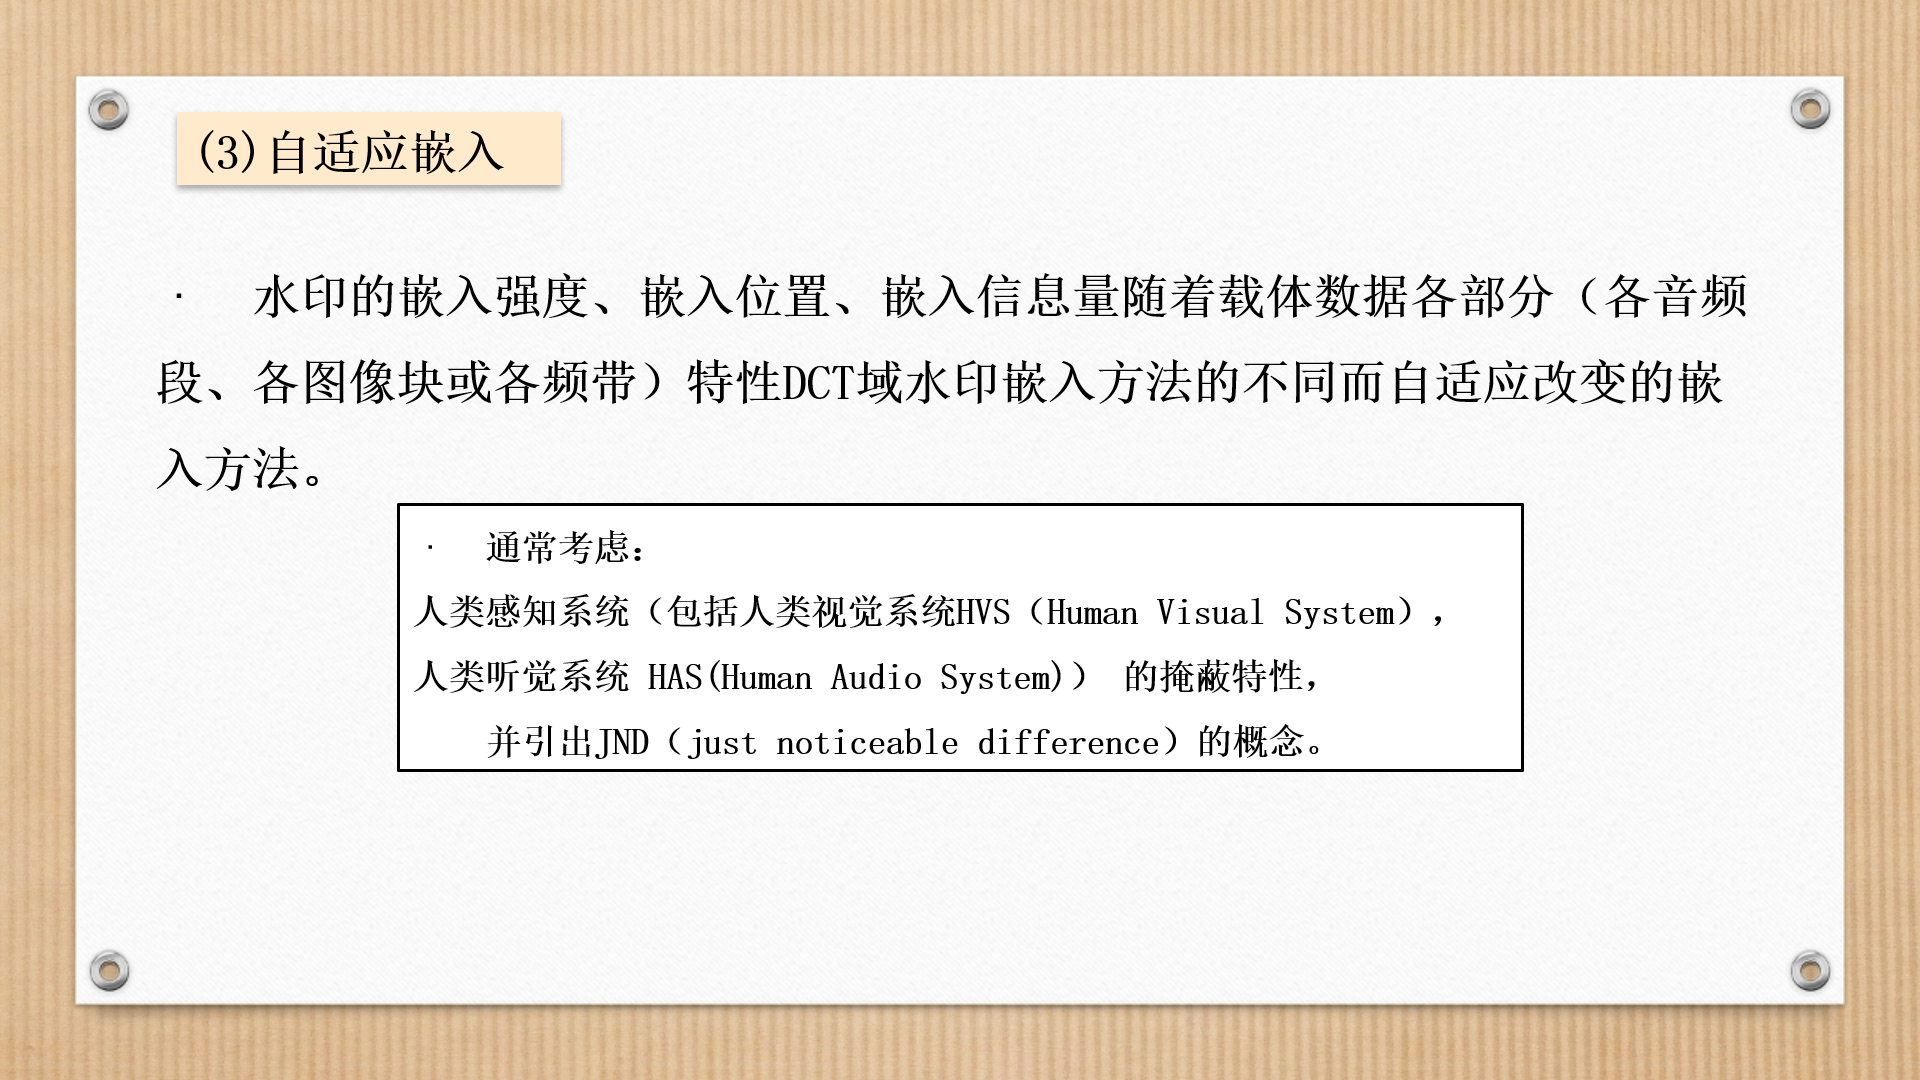 (3)自适应嵌入
· 水印的嵌入强度、嵌入位置、嵌入信息量随着载体数据各部分（各音频
段、各图像块或各频带）特性DCT域水印嵌入方法的不同而自适应改变的嵌
入方法。
· 通常考虑：
人类感知系统（包括人类视觉系统HVS（Human Visual System），
人类听觉系统 HAS(Human Audio System)） 的掩蔽特性，
并引出JND（just noticeable difference）的概念。